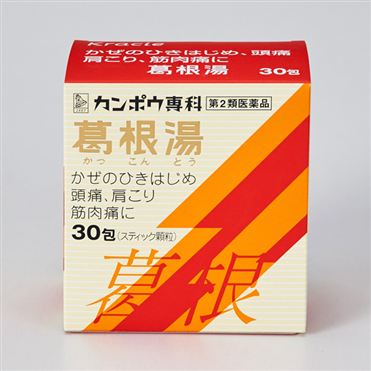 Kracie
かぜのひきはじめ、頭痛
肩こり、筋肉痛に
葛根湯 30包
カンポウ専科 第2類医薬品
葛根湯
かっこんとう
かぜのひきはじめ
頭痛、肩こり
筋肉痛に
30包(スティック顆粒)
葛根